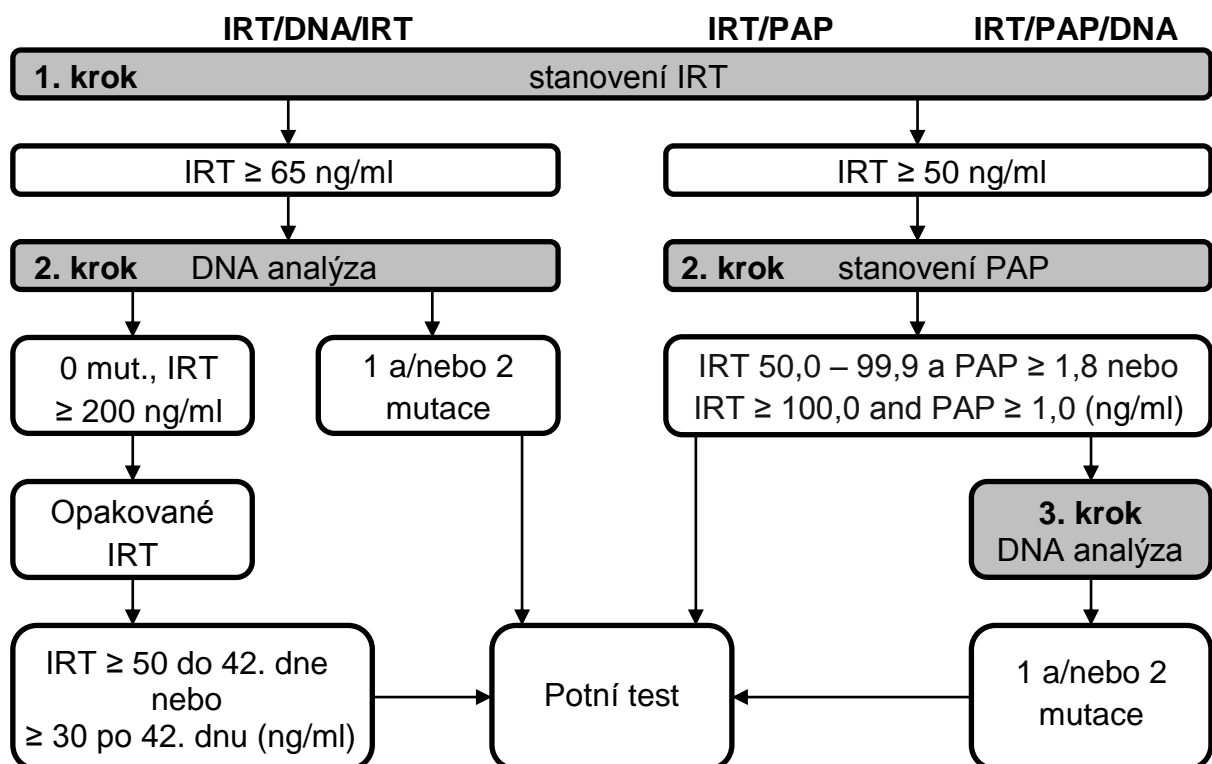 IRT/DNA/IRT IRT/PAP IRT/PAP/DNA
1. krok stanovení IRT
IRT ≥ 65 ng/ml
IRT ≥ 50 ng/ml
2. krok DNA analýza
2. krok stanovení PAP
0 mut., IRT
≥ 200 ng/ml
1 a/nebo 2
mutace
IRT 50,0 – 99,9 a PAP ≥ 1,8 nebo
IRT ≥ 100,0 and PAP ≥ 1,0 (ng/ml)
Opakované
IRT
3. krok
DNA analýza
IRT ≥ 50 do 42. dne
nebo
≥ 30 po 42. dnu (ng/ml)
Potní test
1 a/nebo 2
mutace